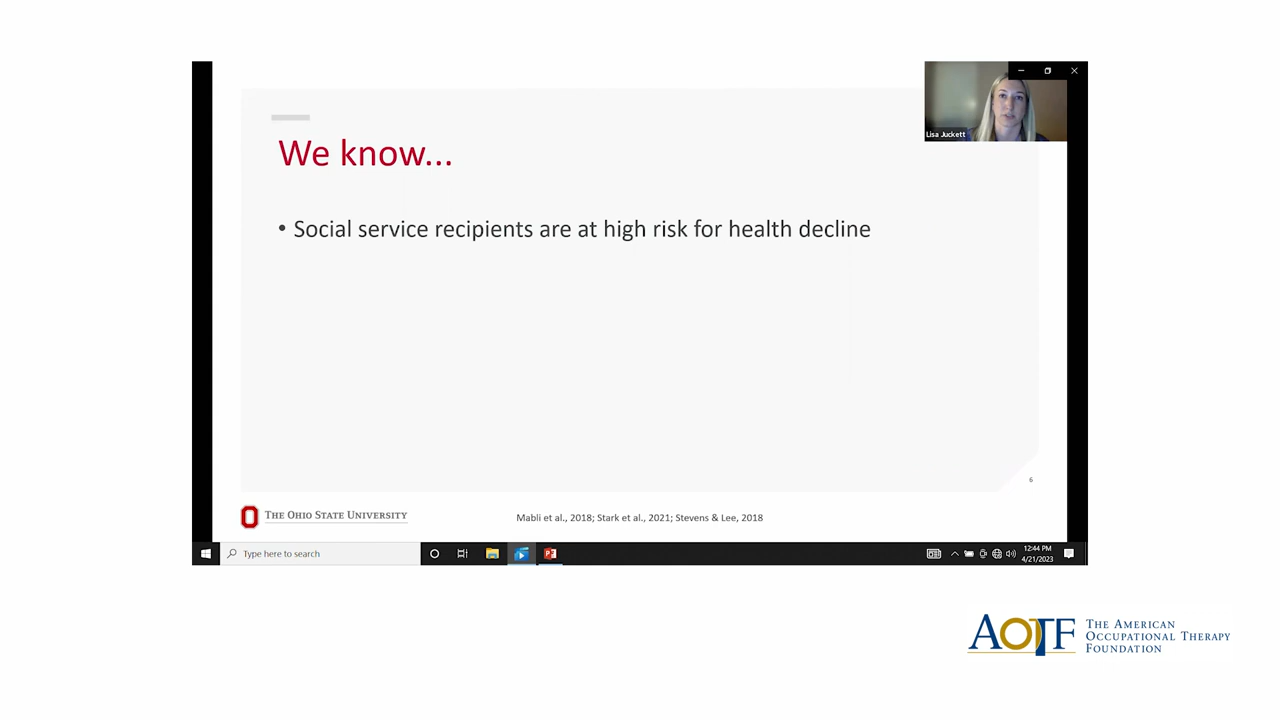 We know...
• Social service recipients are at high risk for health decline
Lisa Juckett
6
THE OHIO STATE UNIVERSITY
Mabli et al., 2018; Stark et al., 2021; Stevens & Lee, 2018
Type here to search
12:44 PM
4/21/2023
AOTF
THE AMERICAN
OCCUPATIONAL THERAPY
FOUNDATION